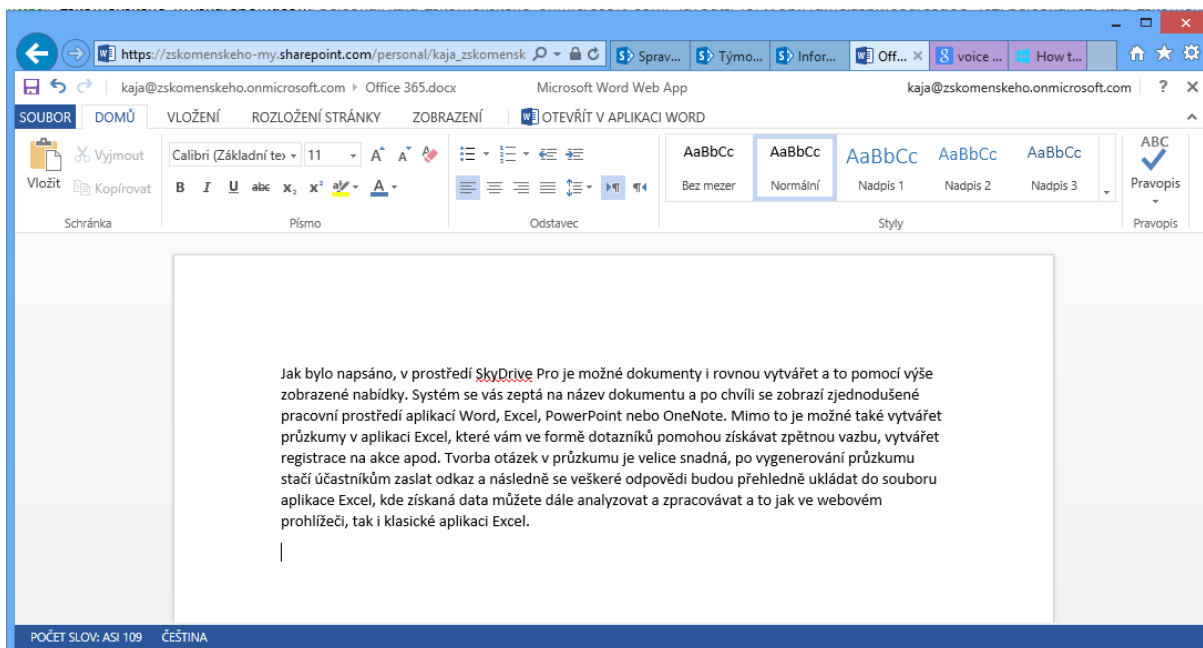 https://zskomenskeho-my.sharepoint.com/personal/kaja_zskomensk
Sprav... Týmo... Infor... Off... voice ... How t...
kaja@zskomenskeho.onmicrosoft.com Office 365.docx Microsoft Word Web App kaja@zskomenskeho.onmicrosoft.com ?
SOUBOR DOMŮ VLOŽENÍ ROZLOŽENÍ STRÁNKY ZOBRAZENÍ OTEVŘÍT V APLIKACI WORD
Vložit Vyjmout Kopírovat
Calibri (Základní tex 11
B I U abc x₂ x² A
AaBbCc AaBbCc AaBbCc AaBbCc AaBbCc
Bez mezer Normální Nadpis 1 Nadpis 2 Nadpis 3
ABC
Pravopis
Schránka Písmo Odstavec Styly Pravopis
Jak bylo napsáno, v prostředí SkyDrive Pro je možné dokumenty i rovnou vytvářet a to pomocí výše
zobrazené nabídky. Systém se vás zeptá na název dokumentu a po chvíli se zobrazí zjednodušené
pracovní prostředí aplikací Word, Excel, PowerPoint nebo OneNote. Mimo to je možné také vytvářet
průzkumy v aplikaci Excel, které vám ve formě dotazníků pomohou získávat zpětnou vazbu, vytvářet
registrace na akce apod. Tvorba otázek v průzkumu je velice snadná, po vygenerování průzkumu
stačí účastníkům zaslat odkaz a následně se veškeré odpovědi budou přehledně ukládat do souboru
aplikace Excel, kde získaná data můžete dále analyzovat a zpracovávat a to jak ve webovém
prohlížeči, tak i klasické aplikaci Excel.
POČET SLOV: ASI 109 ČEŠTINA